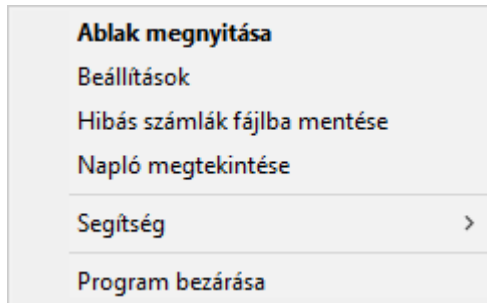 Ablak megnyitása
Beállítások
Hibás számlák fájlba mentése
Napló megtekintése
Segítség
Program bezárása